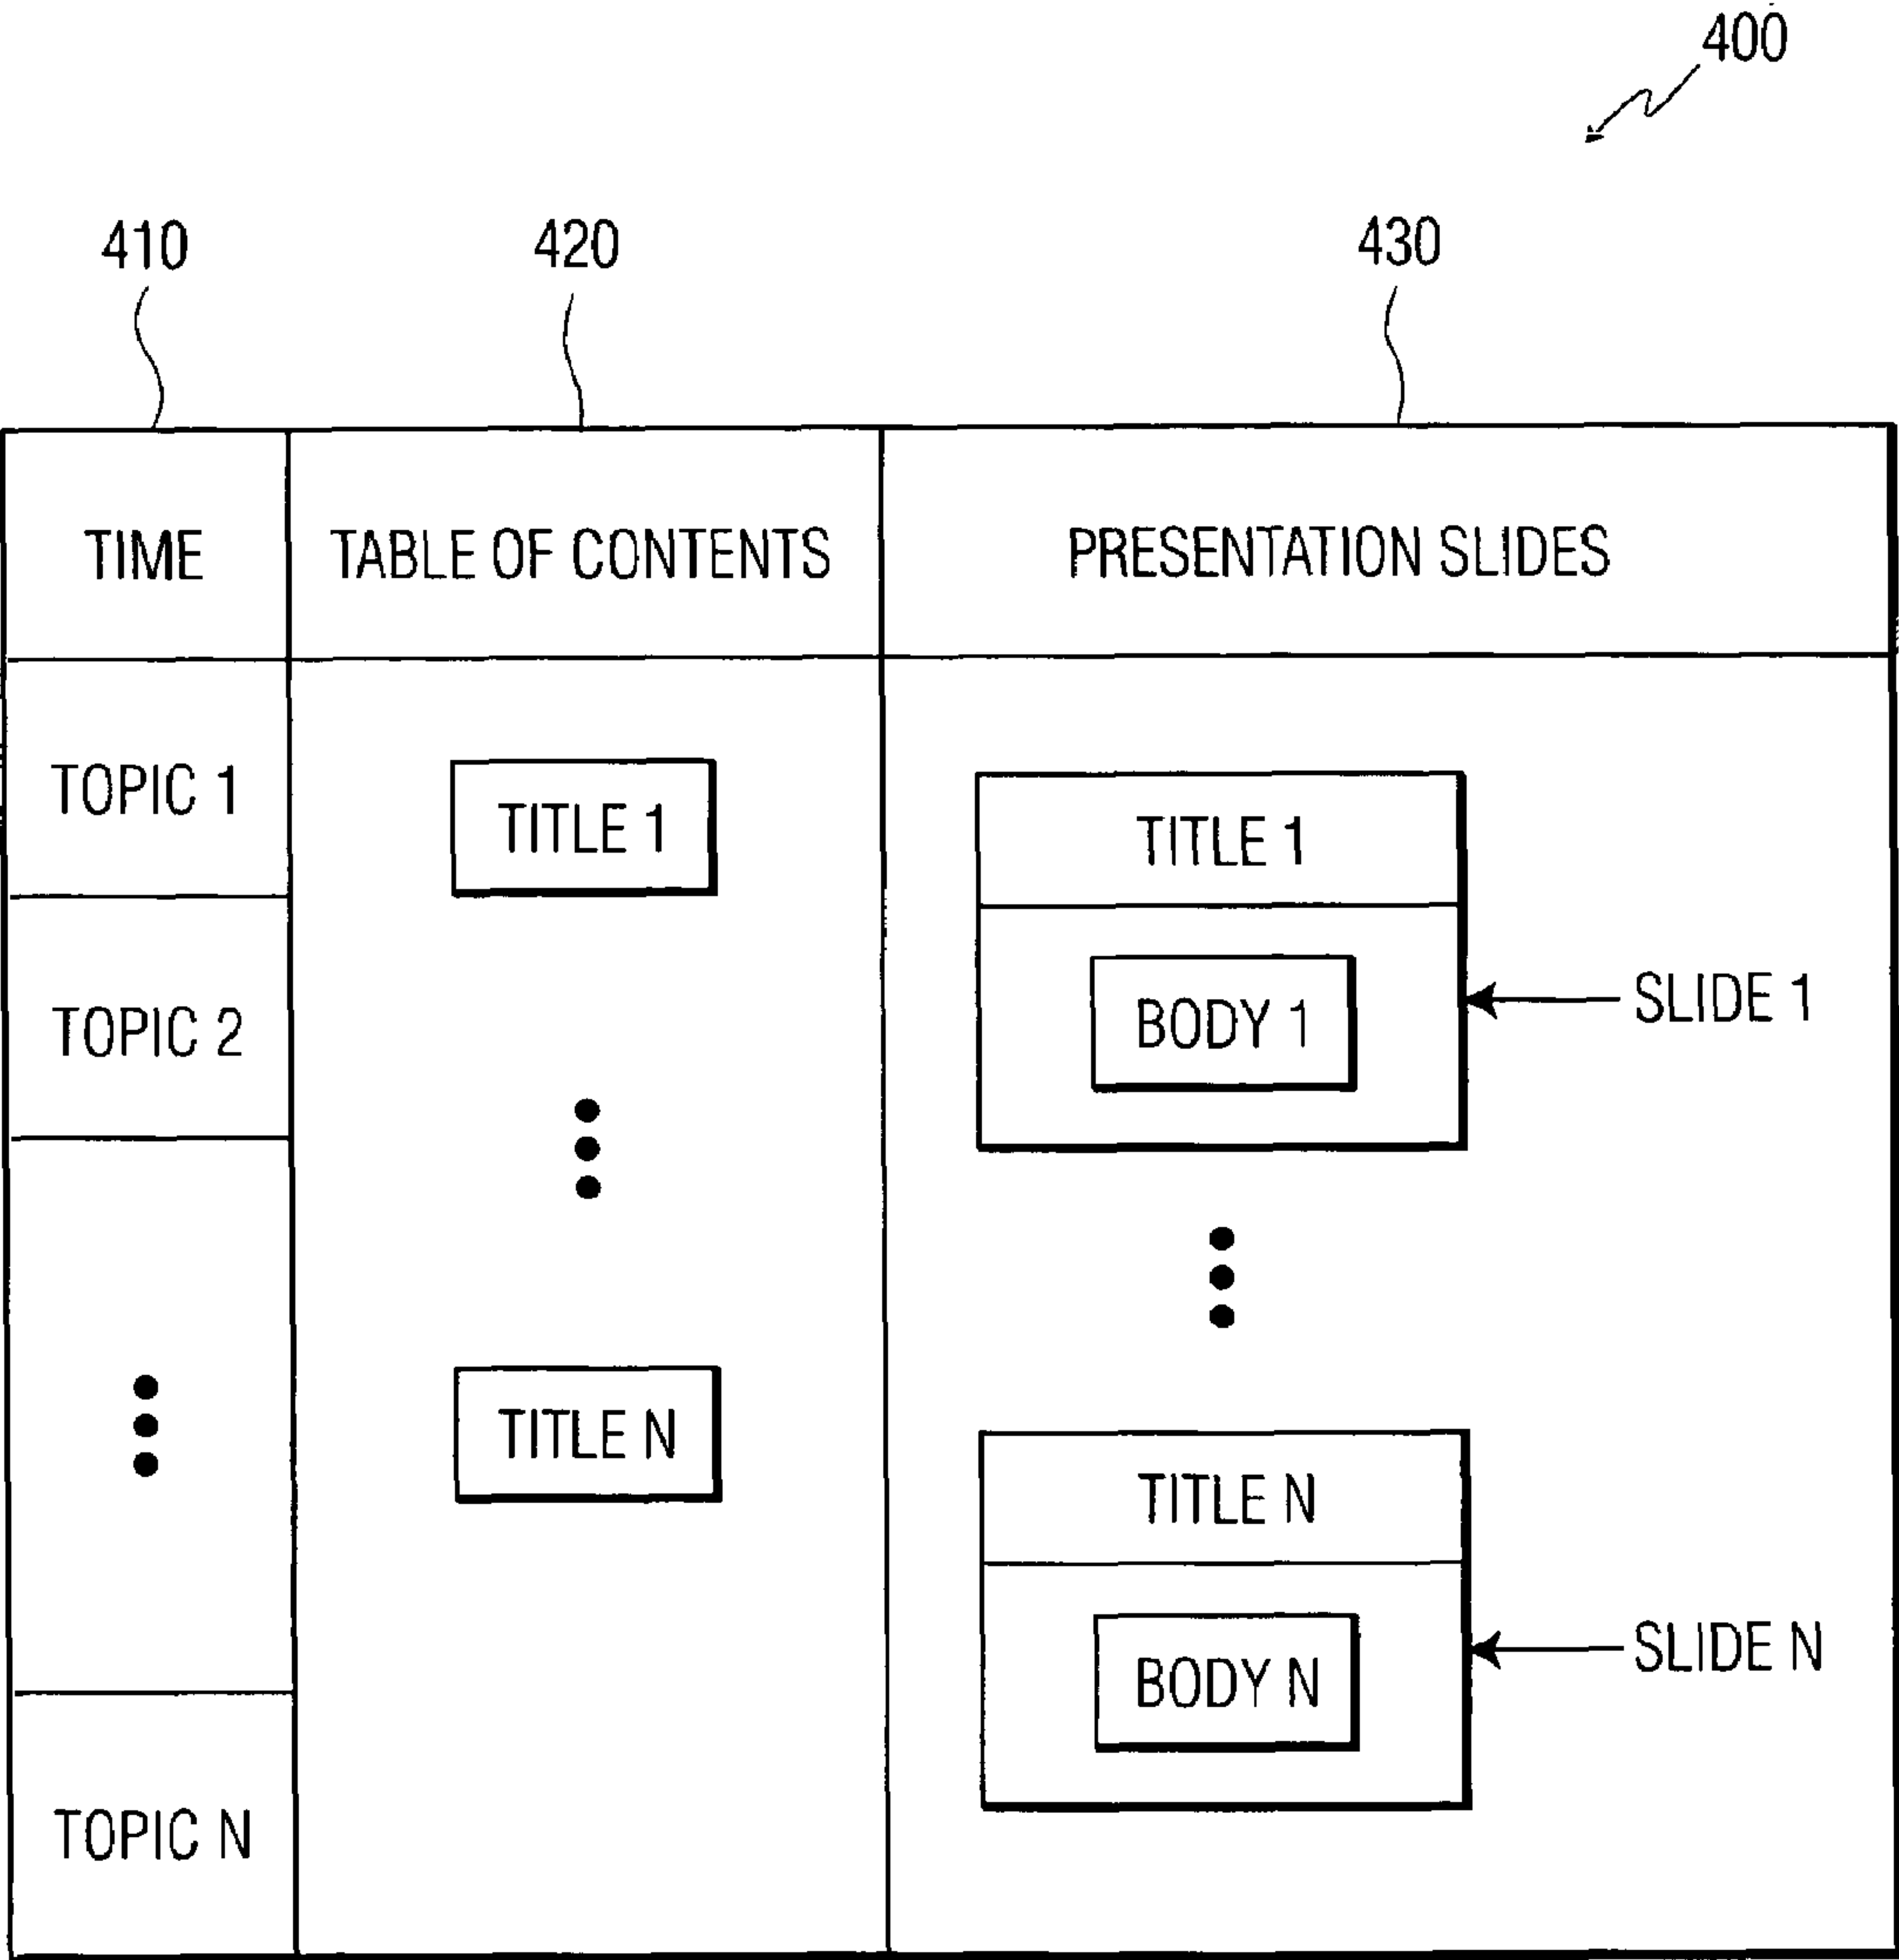 400
410
420
430
TIME
TABLE OF CONTENTS
PRESENTATION SLIDES
TOPIC 1
TITLE 1
TITLE 1
TOPIC 2
BODY 1
SLIDE 1
TITLE N
TITLE N
BODY N
SLIDE N
TOPIC N